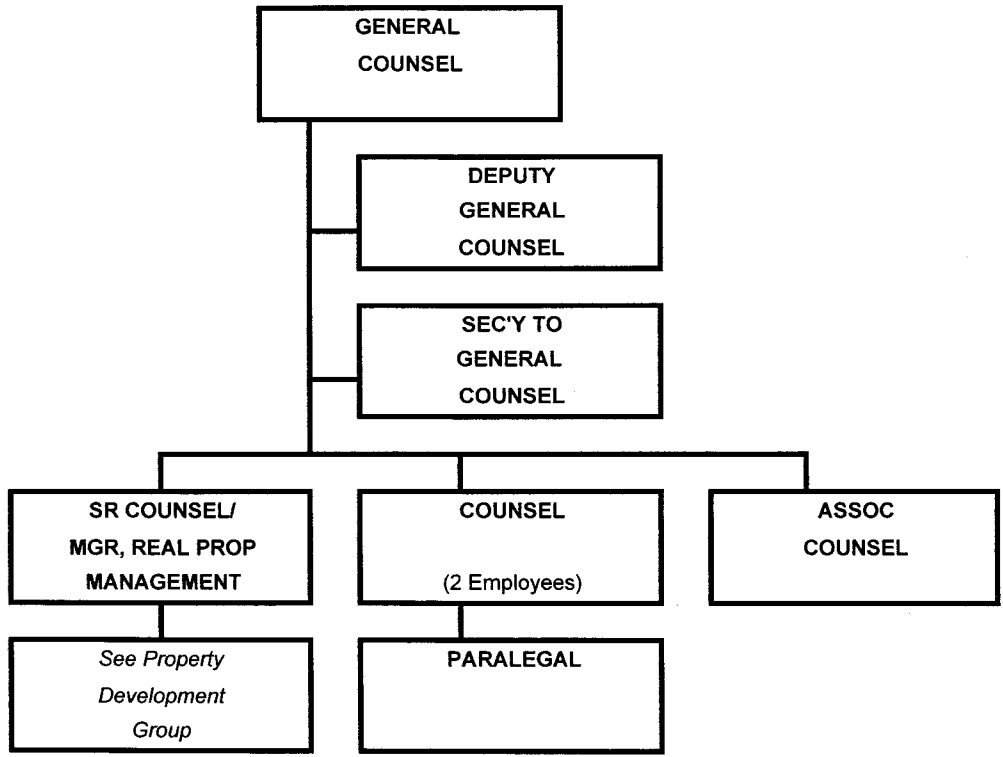 GENERAL
COUNSEL
DEPUTY
GENERAL
COUNSEL
SEC'Y TO
GENERAL
COUNSEL
SR COUNSEL/
MGR, REAL PROP
MANAGEMENT
COUNSEL
(2 Employees)
ASSOC
COUNSEL
See Property
Development
Group
PARALEGAL